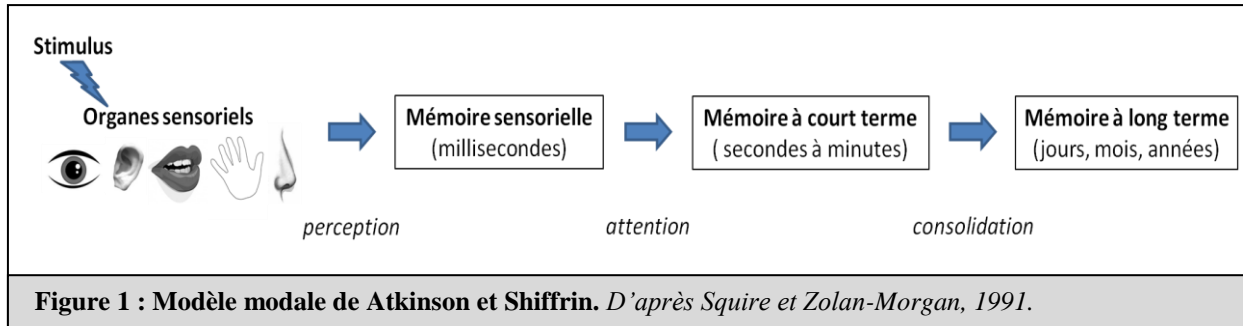 Stimulus
Organes sensoriels
Mémoire sensorielle
(millisecondes)
Mémoire à court terme
( secondes à minutes)
Mémoire à long terme
(jours, mois, années)
perception
attention
consolidation
Figure 1 : Modèle modale de Atkinson et Shiffrin. D’après Squire et Zolan-Morgan, 1991.